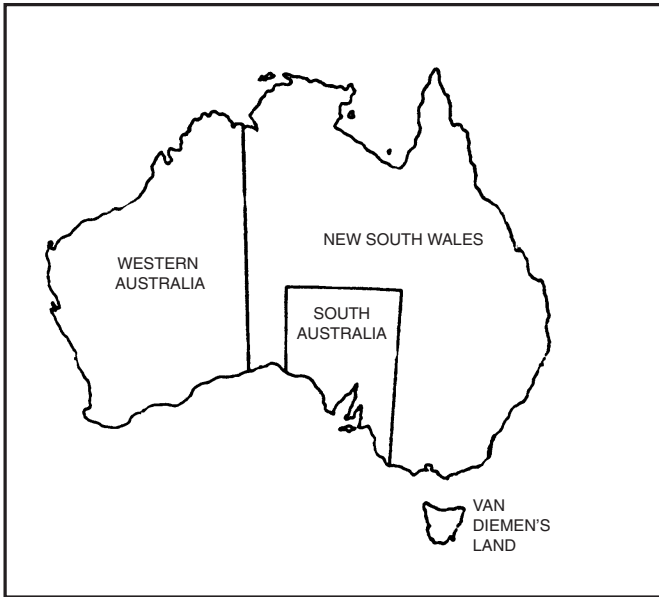 NEW SOUTH WALES
WESTERN
AUSTRALIA
SOUTH
AUSTRALIA
VAN
DIEMEN'S
LAND